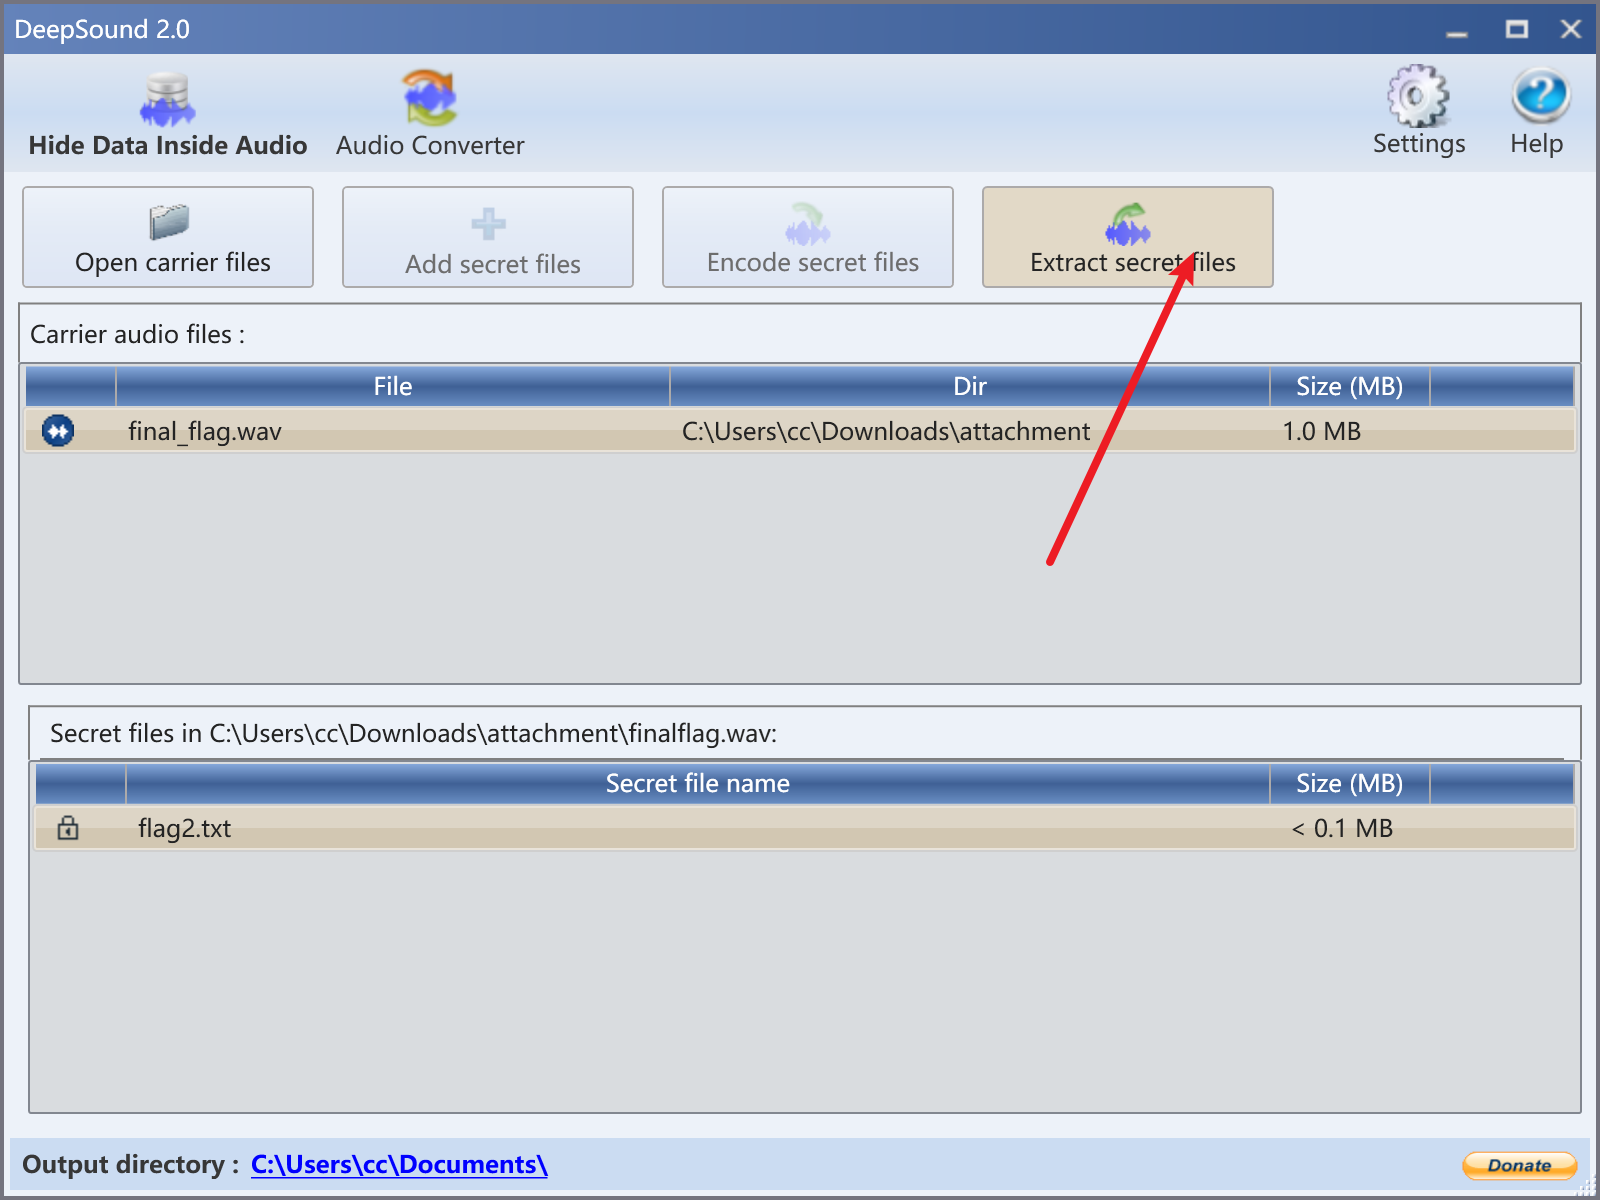 DeepSound 2.0
Hide Data Inside Audio
Audio Converter
Settings
Help
Open carrier files
Add secret files
Encode secret files
Extract secret files
Carrier audio files :
File
Dir
Size (MB)
final_flag.wav
C:\Users\cc\Downloads\attachment
1.0 MB
Secret files in C:\Users\cc\Downloads\attachment\finalflag.wav:
Secret file name
Size (MB)
flag2.txt
< 0.1 MB
Output directory : C:\Users\cc\Documents\
Donate